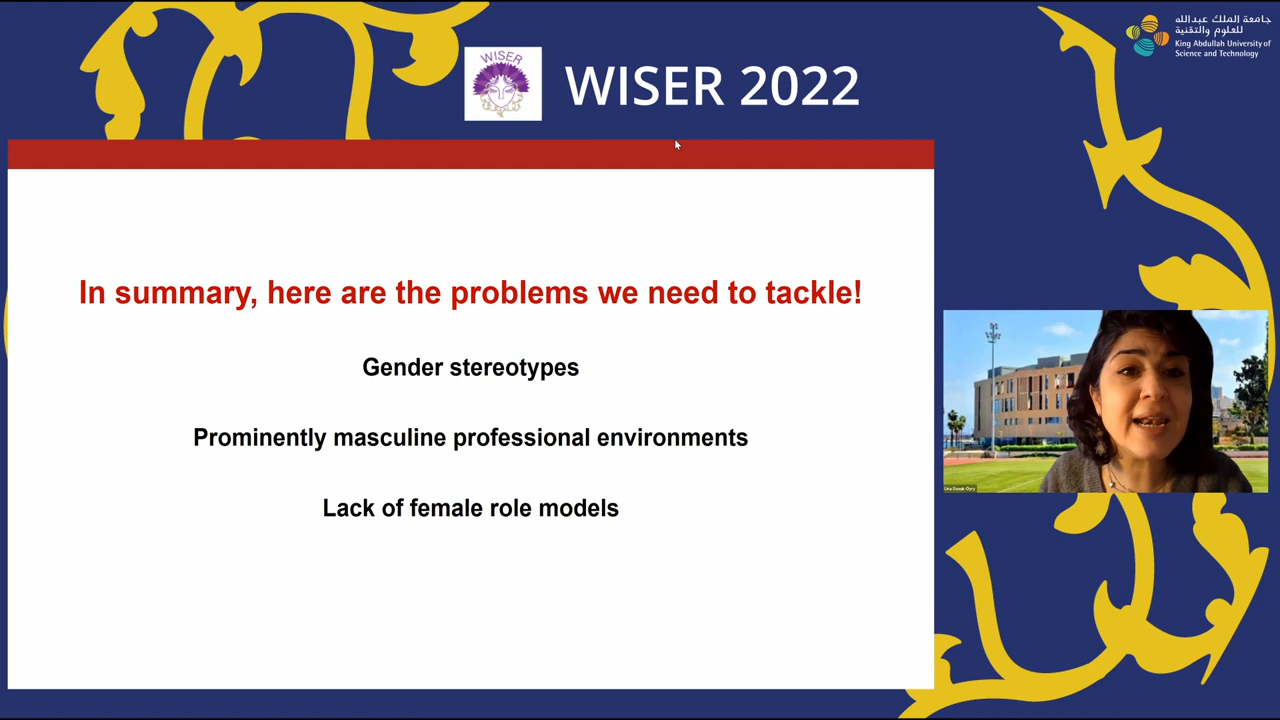 جامعة الملك عبدالله
للعلوم والتقنية
King Abdullah University of
Science and Technology
WISER
WISER 2022
In summary, here are the problems we need to tackle!
Gender stereotypes
Prominently masculine professional environments
Lack of female role models